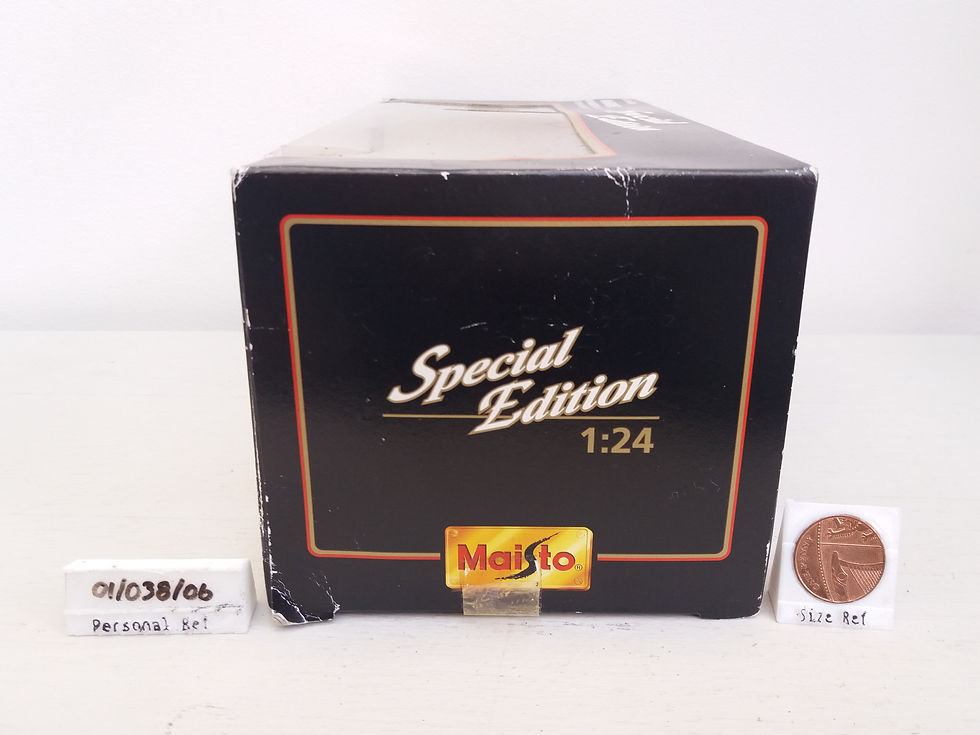 Special
Edition
1:24
Maisto®
01/038/06
Personal Ref
Size Ref